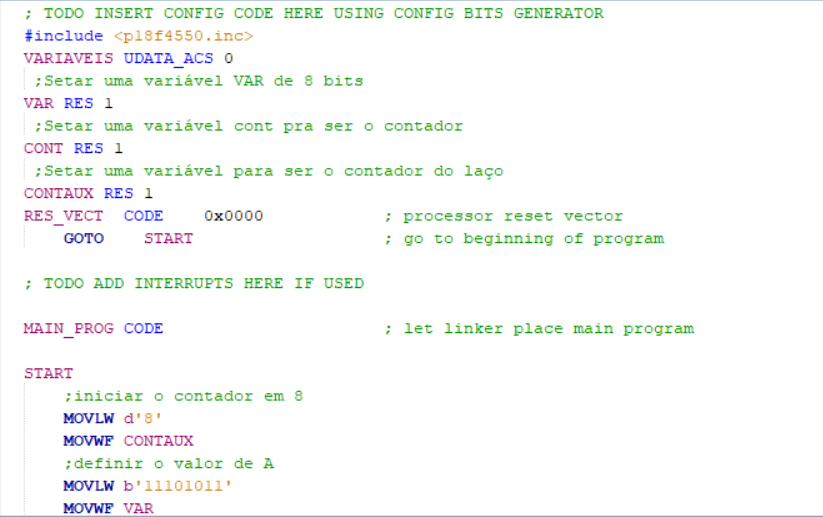 ; TODO INSERT CONFIG CODE HERE USING CONFIG BITS GENERATOR
#include <p18f4550.inc>
VARIAVEIS UDATA_ACS 0
;Setar uma variável VAR de 8 bits
VAR RES 1
;Setar uma variável cont pra ser o contador
CONT RES 1
;Setar uma variável para ser o contador do laço
CONTAUX RES 1
RES_VECT CODE 0x0000 ; processor reset vector
GOTO START ; go to beginning of program
; TODO ADD INTERRUPTS HERE IF USED
MAIN_PROG CODE ; let linker place main program
START
;iniciar o contador em 8
MOVLW d'8'
MOVWF CONTAUX
;definir o valor de A
MOVLW b'11101011'
MOVWF VAR